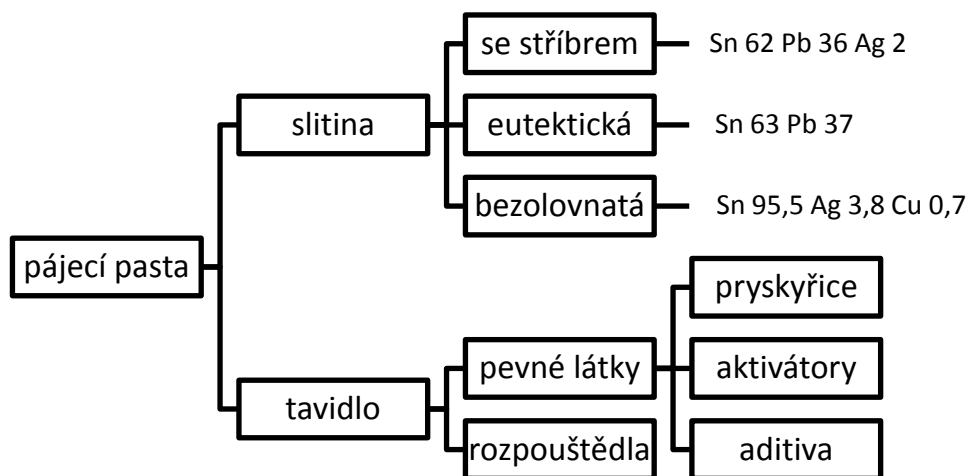 se stříbrem
Sn 62 Pb 36 Ag 2
slitina
eutektická
Sn 63 Pb 37
bezolovnatá
Sn 95,5 Ag 3,8 Cu 0,7
pájecí pasta
pryskyřice
pevné látky
aktivátory
tavidlo
rozpouštědla
aditiva